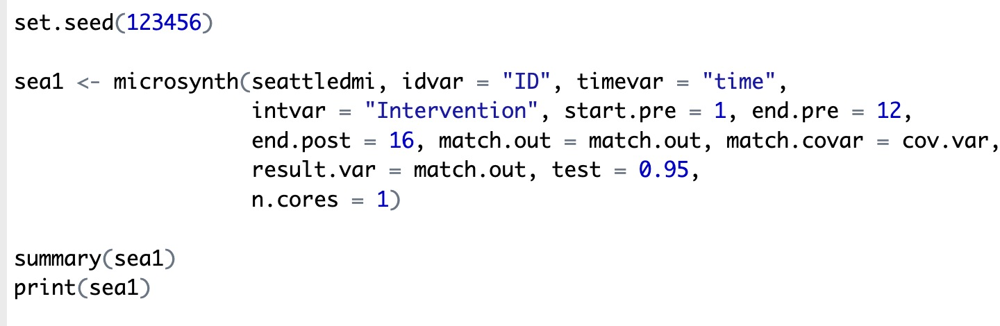 set.seed(123456)
sea1 <- microsynth(seattledmi, idvar = "ID", timevar = "time",
intvar = "Intervention", start.pre = 1, end.pre = 12,
end.post = 16, match.out = match.out, match.covar = cov.var,
result.var = match.out, test = 0.95,
n.cores = 1)
summary(sea1)
print(sea1)